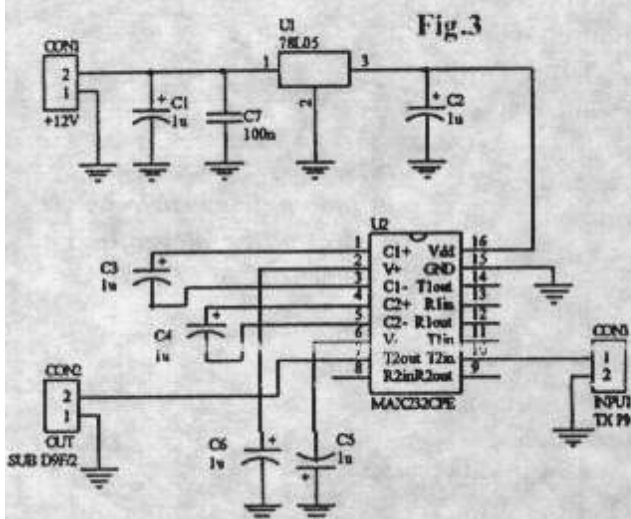 Fig.3
CON1
2
1
+12V
U1
78L05
1
3
2
+
C1
1u
C7
100n
+
C2
1u
U2
1 C1+ Vdd 16
2 V+ GND 15
3 C1- T1out 14
4 C2+ R1in 13
5 C2- R1out 12
6 V- T1in 11
7 T2out T2in 10
8 R2in R2out 9
MAX232CPE
C3
1u
+
C4
1u
+
CON2
2
1
OUT
SUB D9F/2
C6
1u
+
C5
1u
+
1
2
INPUT
TX